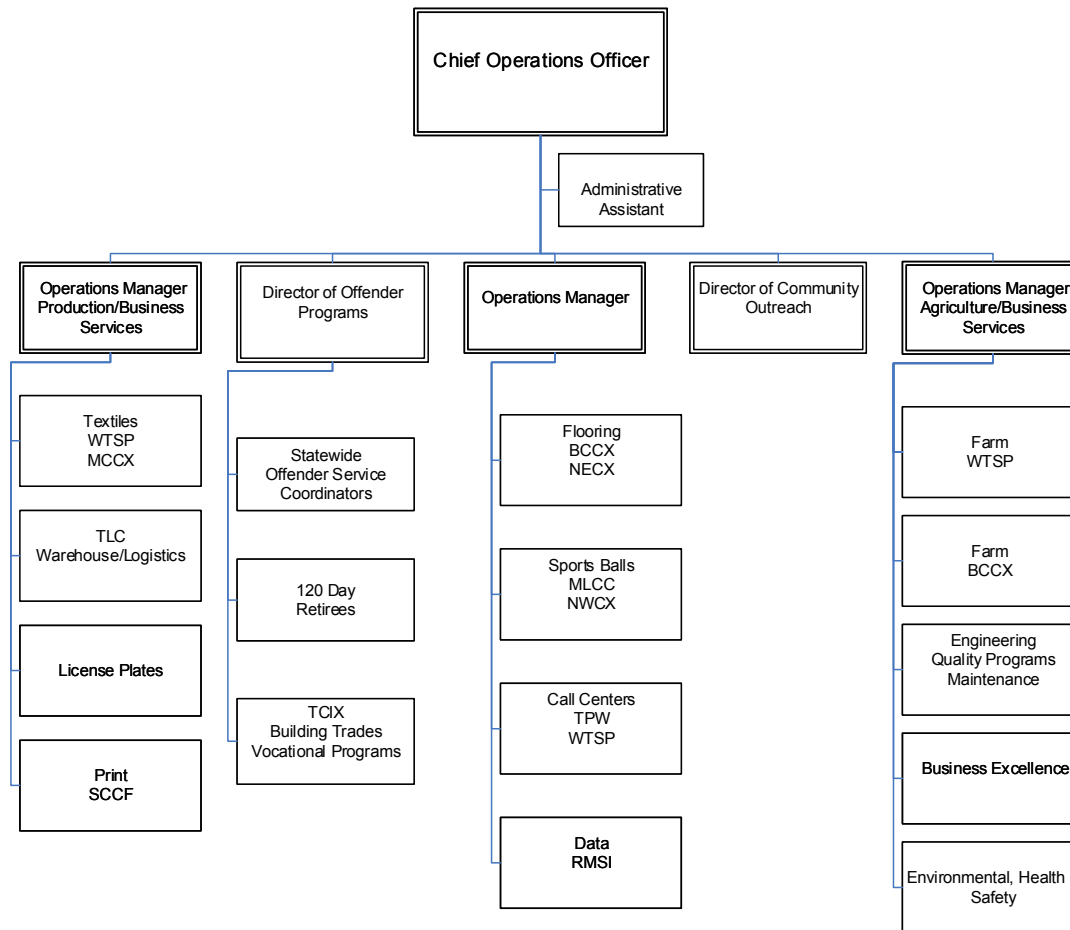 Chief Operations Officer
Administrative
Assistant
Operations Manager
Production/Business
Services
Director of Offender
Programs
Operations Manager
Director of Community
Outreach
Operations Manager
Agriculture/Business
Services
Textiles
WTSP
MCCX
TLC
Warehouse/Logistics
License Plates
Print
SCCF
Statewide
Offender Service
Coordinators
120 Day
Retirees
TCIX
Building Trades
Vocational Programs
Flooring
BCCX
NECX
Sports Balls
MLCC
NWCX
Call Centers
TPW
WTSP
Data
RMSI
Farm
WTSP
Farm
BCCX
Engineering
Quality Programs
Maintenance
Business Excellence
Environmental, Health
Safety